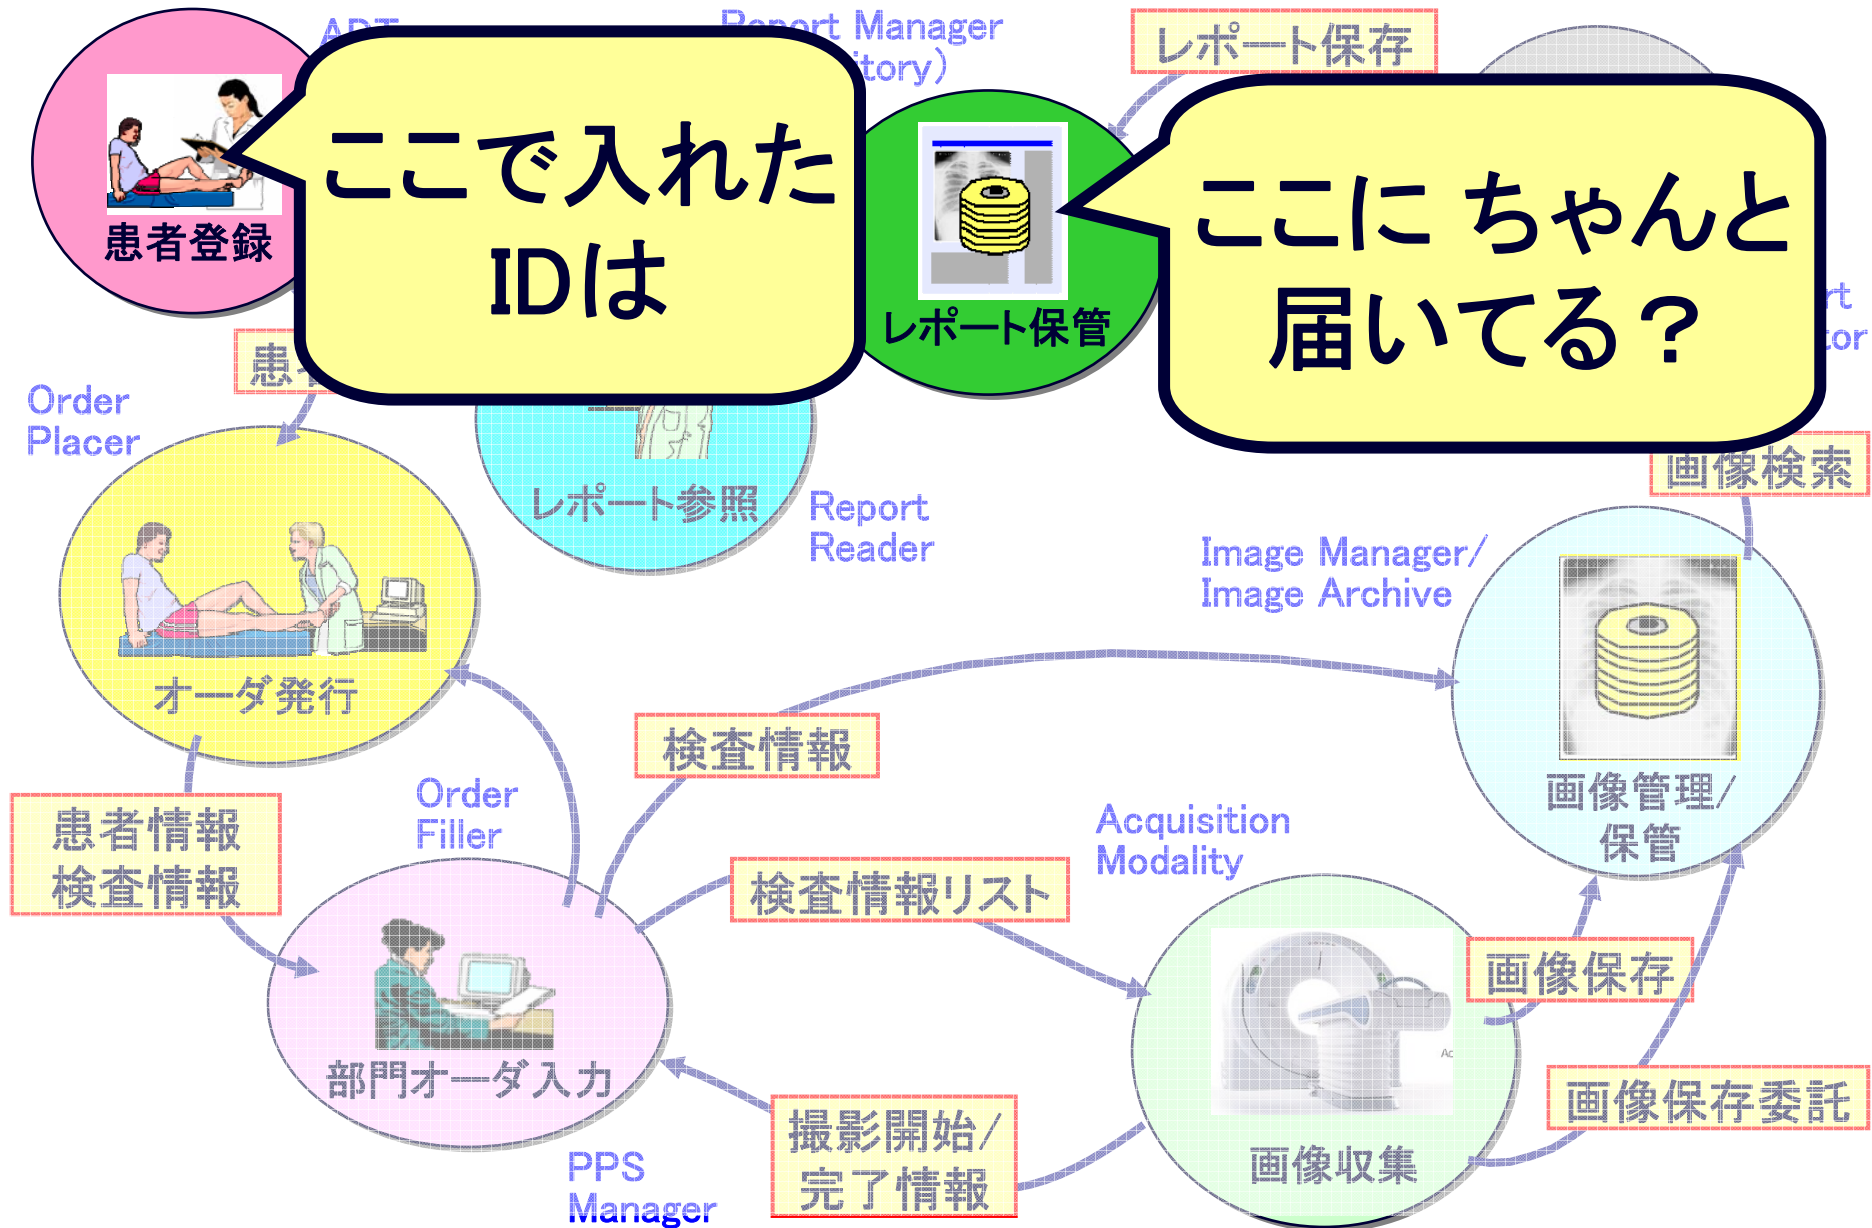 ADT
Report Manager
itory)
レポート保存
ここで入れた
IDは
ここに ちゃんと
届いてる？
患者登録
レポート保管
rt
tor
患者
Order
Placer
画像検索
レポート参照
Report
Reader
Image Manager/
Image Archive
オーダ発行
検査情報
Order
Filler
画像管理/
保管
患者情報
検査情報
Acquisition
Modality
検査情報リスト
画像保存
部門オーダ入力
画像保存委託
撮影開始/
完了情報
画像収集
PPS
Manager